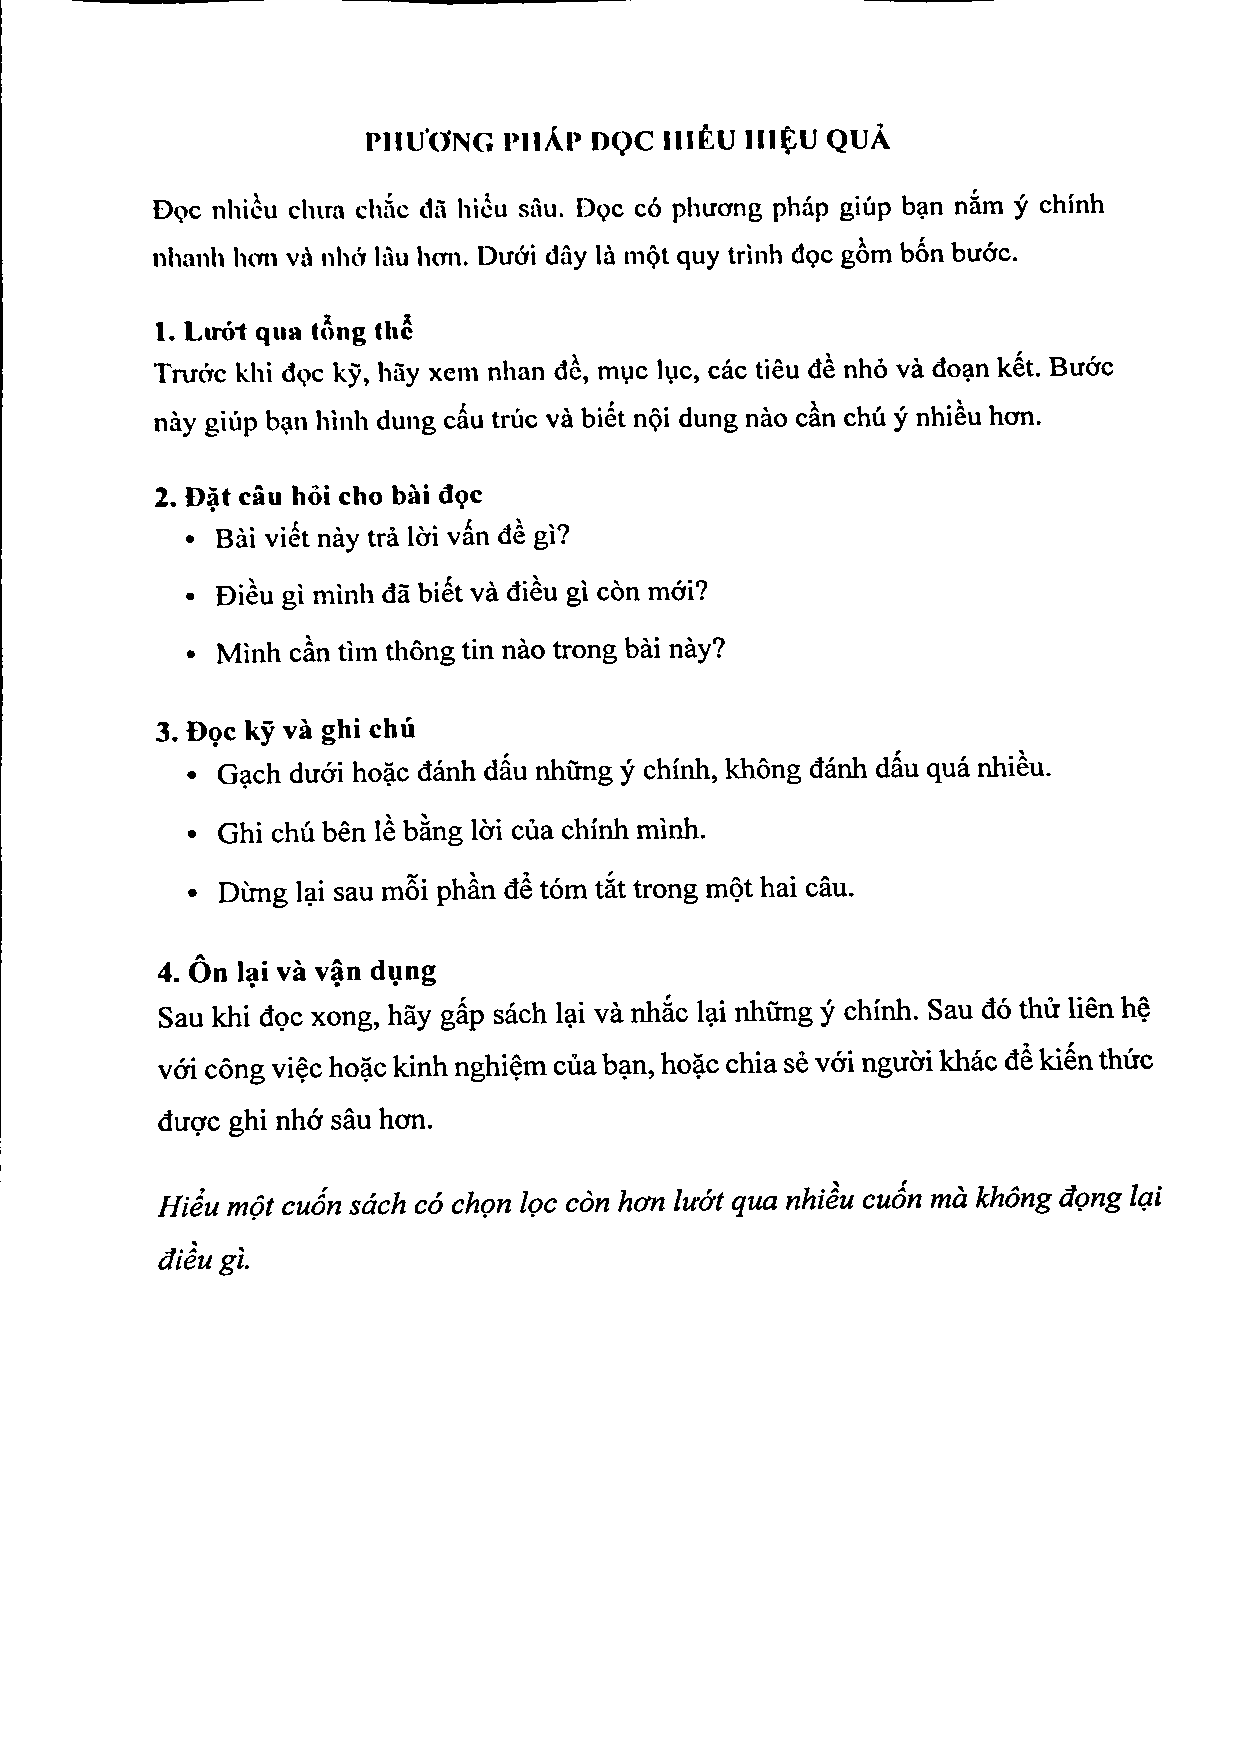 PHƯƠNG PHÁP ĐỌC HIỂU HIỆU QUẢ
Đọc nhiều chưa chắc đã hiểu sâu. Đọc có phương pháp giúp bạn nắm ý chính
nhanh hơn và nhớ lâu hơn. Dưới đây là một quy trình đọc gồm bốn bước.
1. Lướt qua tổng thể
Trước khi đọc kỹ, hãy xem nhan đề, mục lục, các tiêu đề nhỏ và đoạn kết. Bước
này giúp bạn hình dung cấu trúc và biết nội dung nào cần chú ý nhiều hơn.
2. Đặt câu hỏi cho bài đọc
• Bài viết này trả lời vấn đề gì?
• Điều gì mình đã biết và điều gì còn mới?
• Mình cần tìm thông tin nào trong bài này?
3. Đọc kỹ và ghi chú
• Gạch dưới hoặc đánh dấu những ý chính, không đánh dấu quá nhiều.
• Ghi chú bên lề bằng lời của chính mình.
• Dừng lại sau mỗi phần để tóm tắt trong một hai câu.
4. Ôn lại và vận dụng
Sau khi đọc xong, hãy gấp sách lại và nhắc lại những ý chính. Sau đó thử liên hệ
với công việc hoặc kinh nghiệm của bạn, hoặc chia sẻ với người khác để kiến thức
được ghi nhớ sâu hơn.
Hiểu một cuốn sách có chọn lọc còn hơn lướt qua nhiều cuốn mà không đọng lại
điều gì.